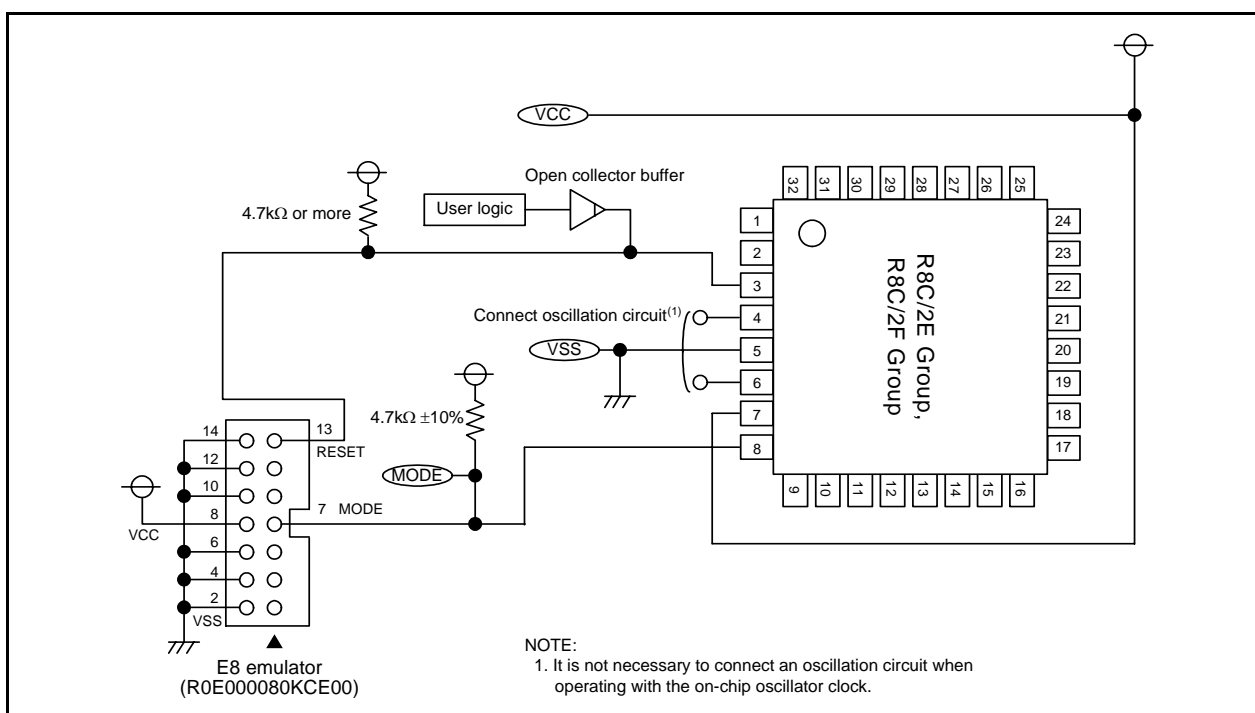 VCC
Open collector buffer
User logic
4.7kΩ or more
32 31 30 29 28 27 26 25
1
2
3
4
5
6
7
8
24
23
22
21
20
19
18
17
9 10 11 12 13 14 15 16
R8C/2E Group,
R8C/2F Group
Connect oscillation circuit(1)
VSS
4.7kΩ ±10%
MODE
14
13
RESET
12
10
8
7 MODE
VCC
6
4
2
VSS
E8 emulator
(R0E000080KCE00)
NOTE:
1. It is not necessary to connect an oscillation circuit when
operating with the on-chip oscillator clock.